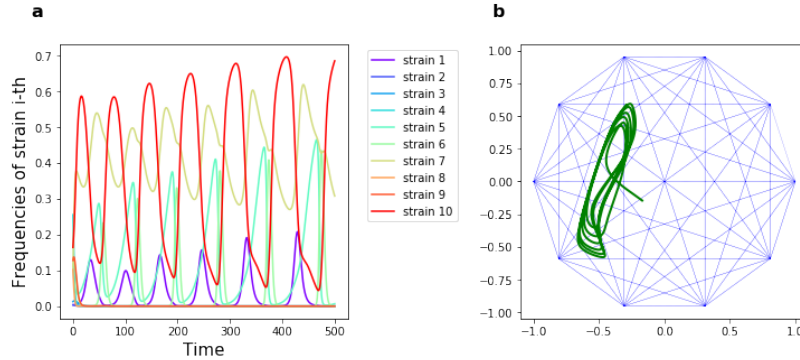 a
b
Frequencies of strain i-th
0.7
0.6
0.5
0.4
0.3
0.2
0.1
0.0
0 100 200 300 400 500
Time
strain 1
strain 2
strain 3
strain 4
strain 5
strain 6
strain 7
strain 8
strain 9
strain 10
1.00
0.75
0.50
0.25
0.00
-0.25
-0.50
-0.75
-1.00
-1.0 -0.5 0.0 0.5 1.0